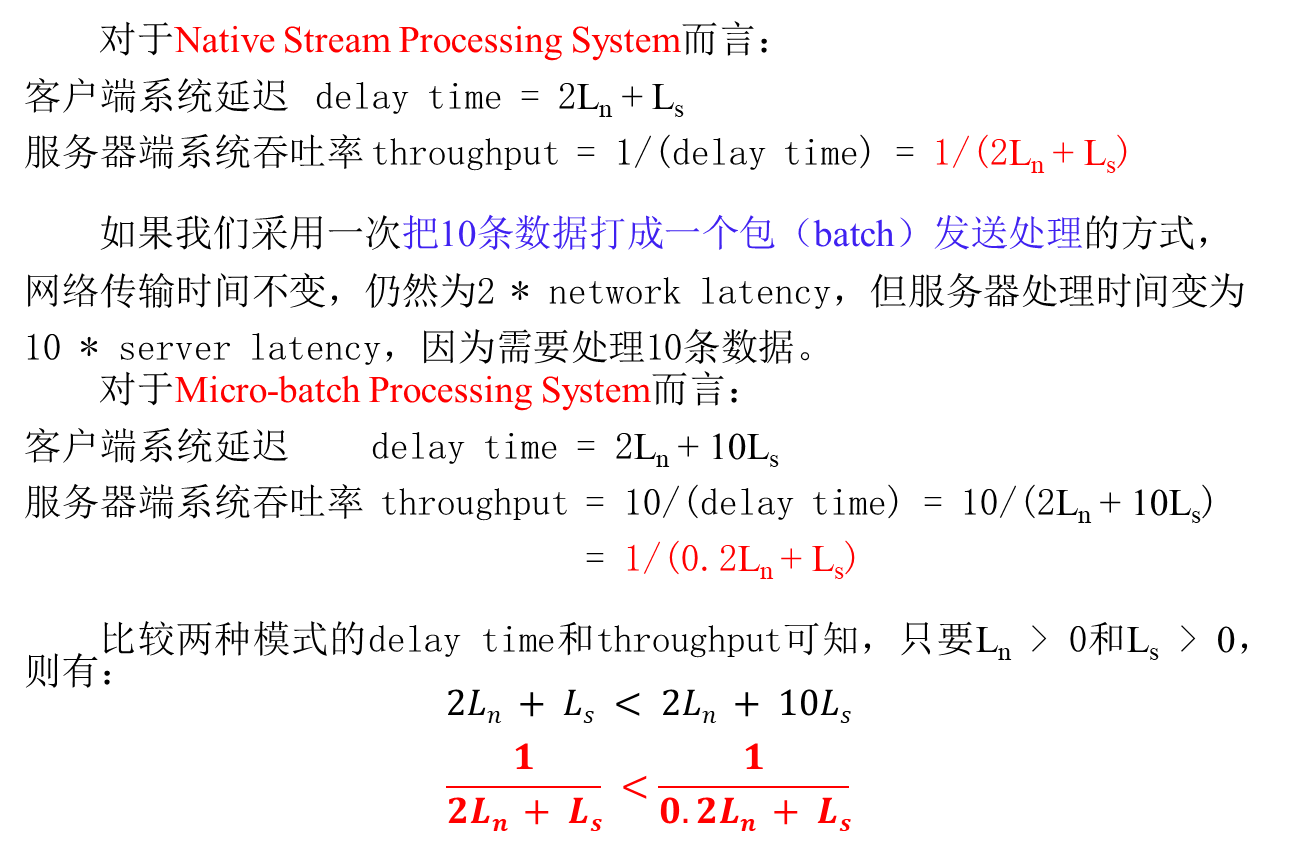 对于Native Stream Processing System而言：
客户端系统延迟 delay time = 2Lₙ + Lₛ
服务器端系统吞吐率 throughput = 1/(delay time) = 1/(2Lₙ + Lₛ)
如果我们采用一次把10条数据打成一个包（batch）发送处理的方式，
网络传输时间不变，仍然为2 * network latency，但服务器处理时间变为
10 * server latency，因为需要处理10条数据。
对于Micro-batch Processing System而言：
客户端系统延迟 delay time = 2Lₙ + 10Lₛ
服务器端系统吞吐率 throughput = 10/(delay time) = 10/(2Lₙ + 10Lₛ)
= 1/(0.2Lₙ + Lₛ)
比较两种模式的delay time和throughput可知，只要Lₙ > 0和Lₛ > 0，
则有：
2Lₙ + Lₛ < 2Lₙ + 10Lₛ
1/(2Lₙ + Lₛ) < 1/(0.2Lₙ + Lₛ)